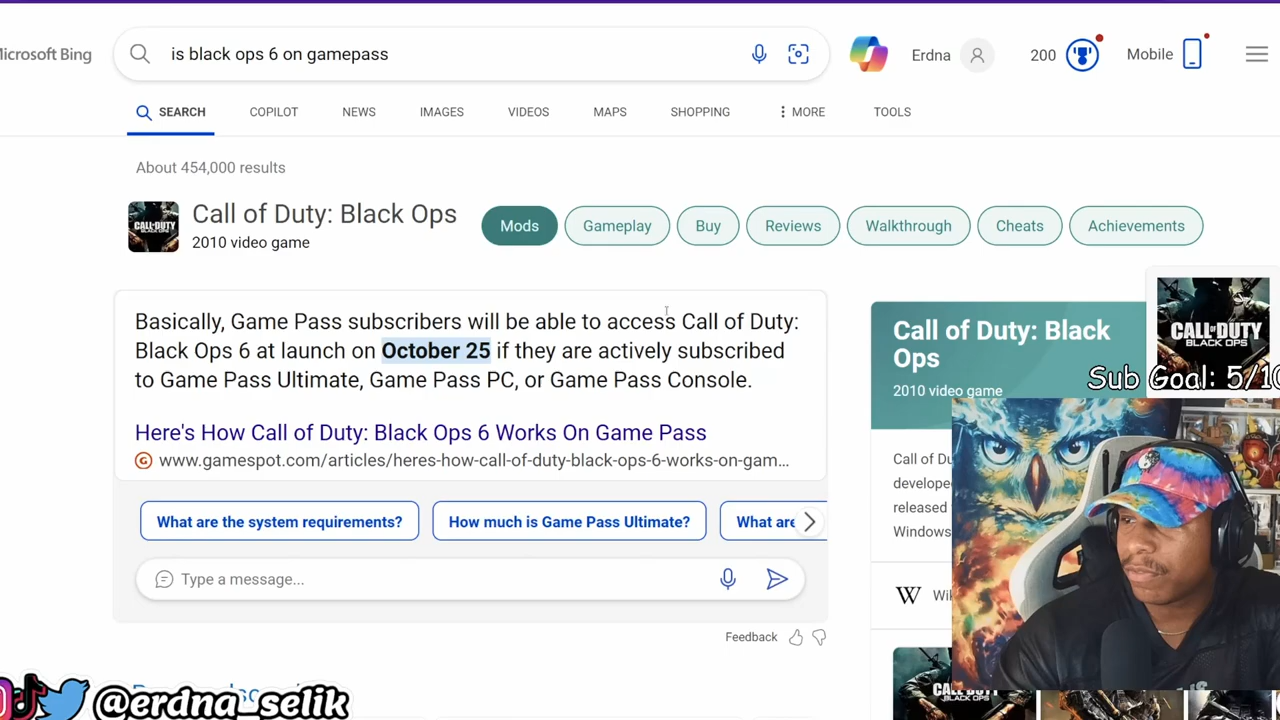 Microsoft Bing
is black ops 6 on gamepass
Erdna
200
Mobile
SEARCH
COPILOT
NEWS
IMAGES
VIDEOS
MAPS
SHOPPING
MORE
TOOLS
About 454,000 results
CALL OF DUTY
BLACK OPS
Call of Duty: Black Ops
2010 video game
Mods
Gameplay
Buy
Reviews
Walkthrough
Cheats
Achievements
Basically, Game Pass subscribers will be able to access Call of Duty:
Black Ops 6 at launch on October 25 if they are actively subscribed
to Game Pass Ultimate, Game Pass PC, or Game Pass Console.
Here's How Call of Duty: Black Ops 6 Works On Game Pass
www.gamespot.com/articles/heres-how-call-of-duty-black-ops-6-works-on-gam...
What are the system requirements?
How much is Game Pass Ultimate?
What are
Type a message...
Feedback
Call of Duty: Black
Ops
2010 video game
CALL OF DUTY
BLACK OPS
Sub Goal: 5/10
Call of Du
develope
released
Windows
W
Wi
@erdna_selik